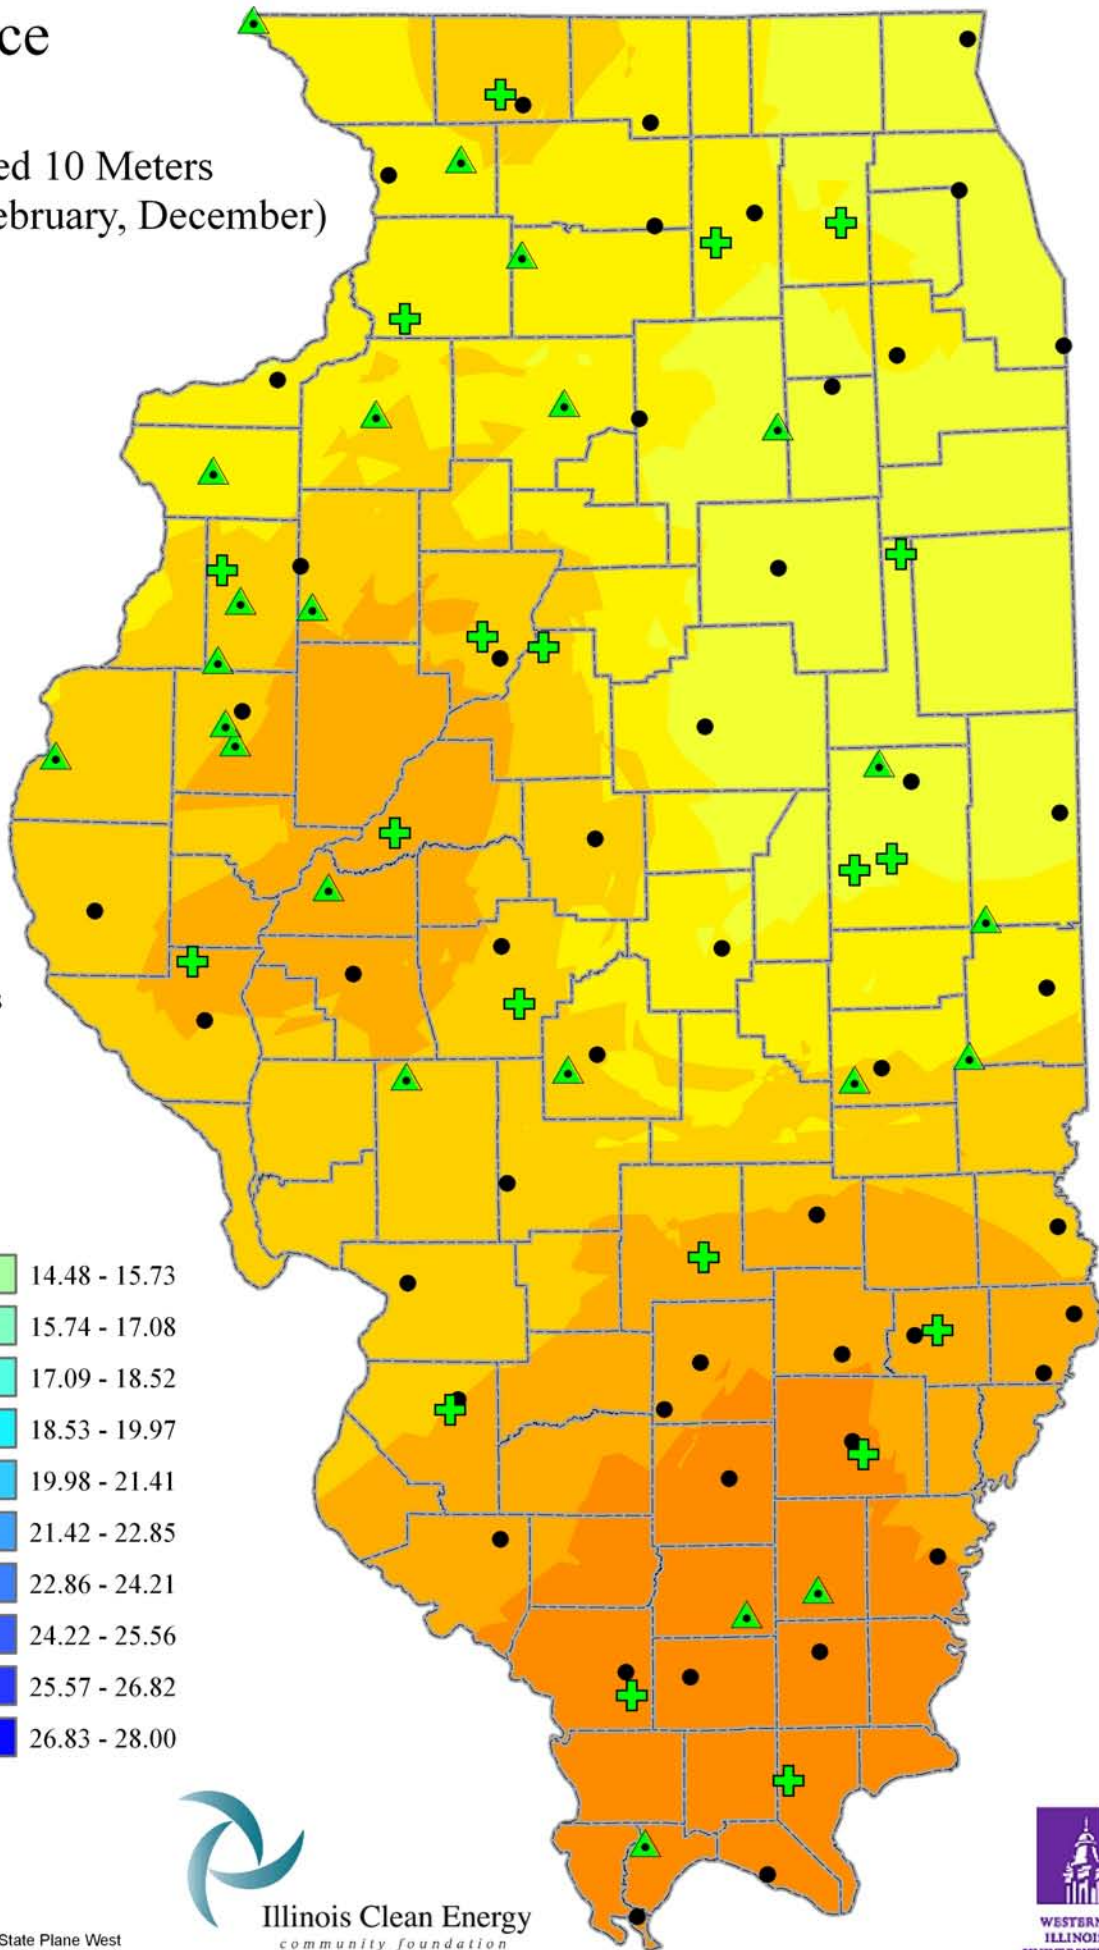 ce
ed 10 Meters
ebruary, December)
s
14.48 - 15.73
15.74 - 17.08
17.09 - 18.52
18.53 - 19.97
19.98 - 21.41
21.42 - 22.85
22.86 - 24.21
24.22 - 25.56
25.57 - 26.82
26.83 - 28.00
Illinois Clean Energy
community foundation
State Plane West
WESTERN
ILLINOIS